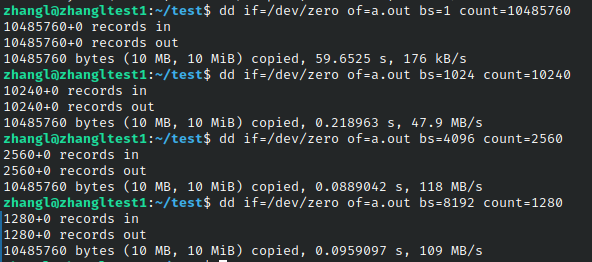 zhangl@zhangltest1:~/test$ dd if=/dev/zero of=a.out bs=1 count=10485760
10485760+0 records in
10485760+0 records out
10485760 bytes (10 MB, 10 MiB) copied, 59.6525 s, 176 kB/s
zhangl@zhangltest1:~/test$ dd if=/dev/zero of=a.out bs=1024 count=10240
10240+0 records in
10240+0 records out
10485760 bytes (10 MB, 10 MiB) copied, 0.218963 s, 47.9 MB/s
zhangl@zhangltest1:~/test$ dd if=/dev/zero of=a.out bs=4096 count=2560
2560+0 records in
2560+0 records out
10485760 bytes (10 MB, 10 MiB) copied, 0.0889042 s, 118 MB/s
zhangl@zhangltest1:~/test$ dd if=/dev/zero of=a.out bs=8192 count=1280
1280+0 records in
1280+0 records out
10485760 bytes (10 MB, 10 MiB) copied, 0.0959097 s, 109 MB/s